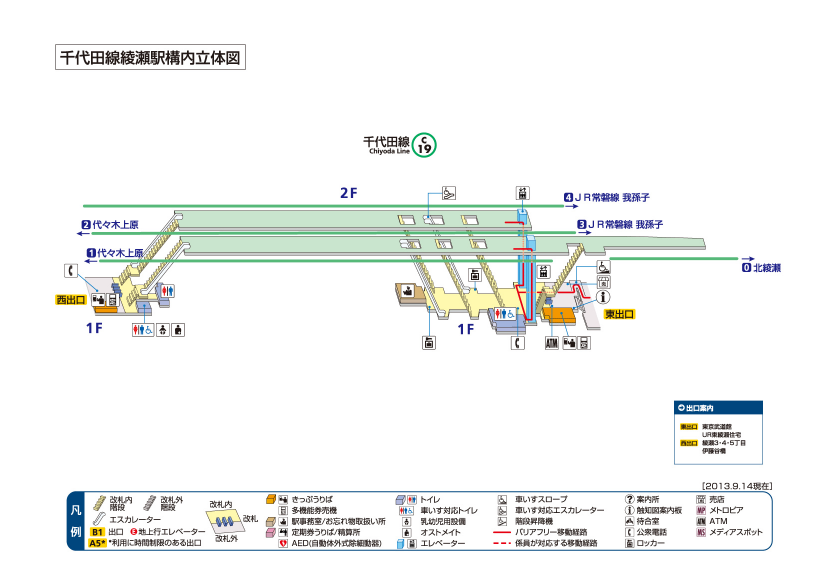 千代田線綾瀬駅構内立体図
千代田線
Chiyoda Line
C
19
2F
4 JR常磐線 我孫子
2 代々木上原
3 JR常磐線 我孫子
1 代々木上原
0 北綾瀬
西出口
東出口
1F
1F
ATM
出口案内
東出口 東京武道館
UR東綾瀬住宅
西出口 綾瀬3・4・5丁目
伊藤谷橋
[2013.9.14現在]
凡例
改札内階段
改札外階段
エスカレーター
B1 出口
E 地上行エレベーター
A5* *利用に時間制限のある出口
改札内
改札
改札外
きっぷうりば
多機能券売機
駅事務室/お忘れ物取扱い所
定期券うりば/精算所
AED(自動体外式除細動器)
トイレ
車いす対応トイレ
乳幼児用設備
オストメイト
エレベーター
車いすスロープ
車いす対応エスカレーター
階段昇降機
バリアフリー移動経路
係員が対応する移動経路
案内所
触知図案内板
待合室
公衆電話
ロッカー
売店
MP メトロピア
ATM ATM
MS メディアスポット